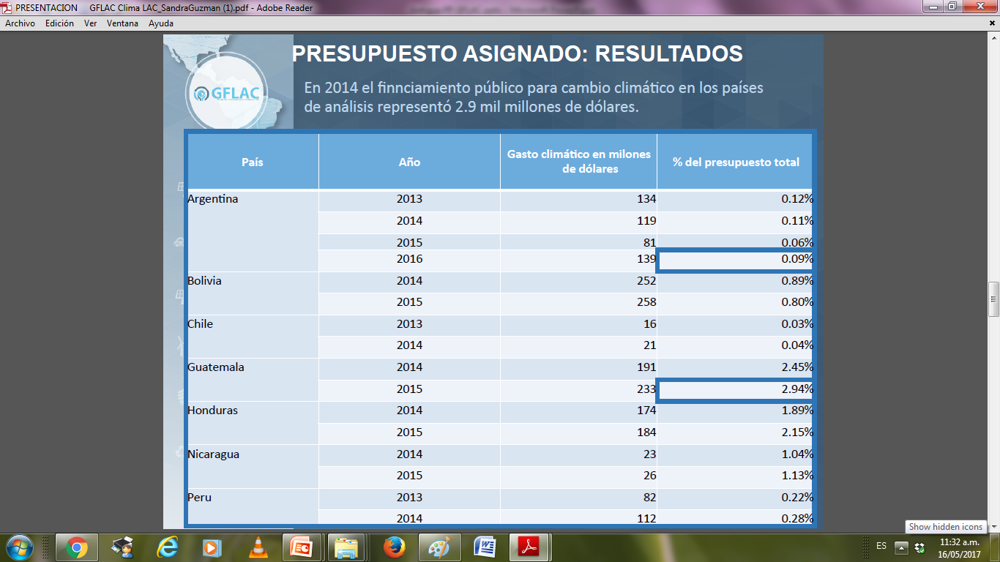 PRESENTACION GFLAC Clima LAC_SandraGuzman (1).pdf - Adobe Reader
Archivo Edición Ver Ventana Ayuda
GFLAC
PRESUPUESTO ASIGNADO: RESULTADOS
En 2014 el finnciamiento público para cambio climático en los países
de análisis representó 2.9 mil millones de dólares.
País Año Gasto climático en milones de dólares % del presupuesto total
Argentina 2013 134 0.12%
2014 119 0.11%
2015 81 0.06%
2016 139 0.09%
Bolivia 2014 252 0.89%
2015 258 0.80%
Chile 2013 16 0.03%
2014 21 0.04%
Guatemala 2014 191 2.45%
2015 233 2.94%
Honduras 2014 174 1.89%
2015 184 2.15%
Nicaragua 2014 23 1.04%
2015 26 1.13%
Peru 2013 82 0.22%
2014 112 0.28%
Show hidden icons
ES 11:32 a.m.
16/05/2017